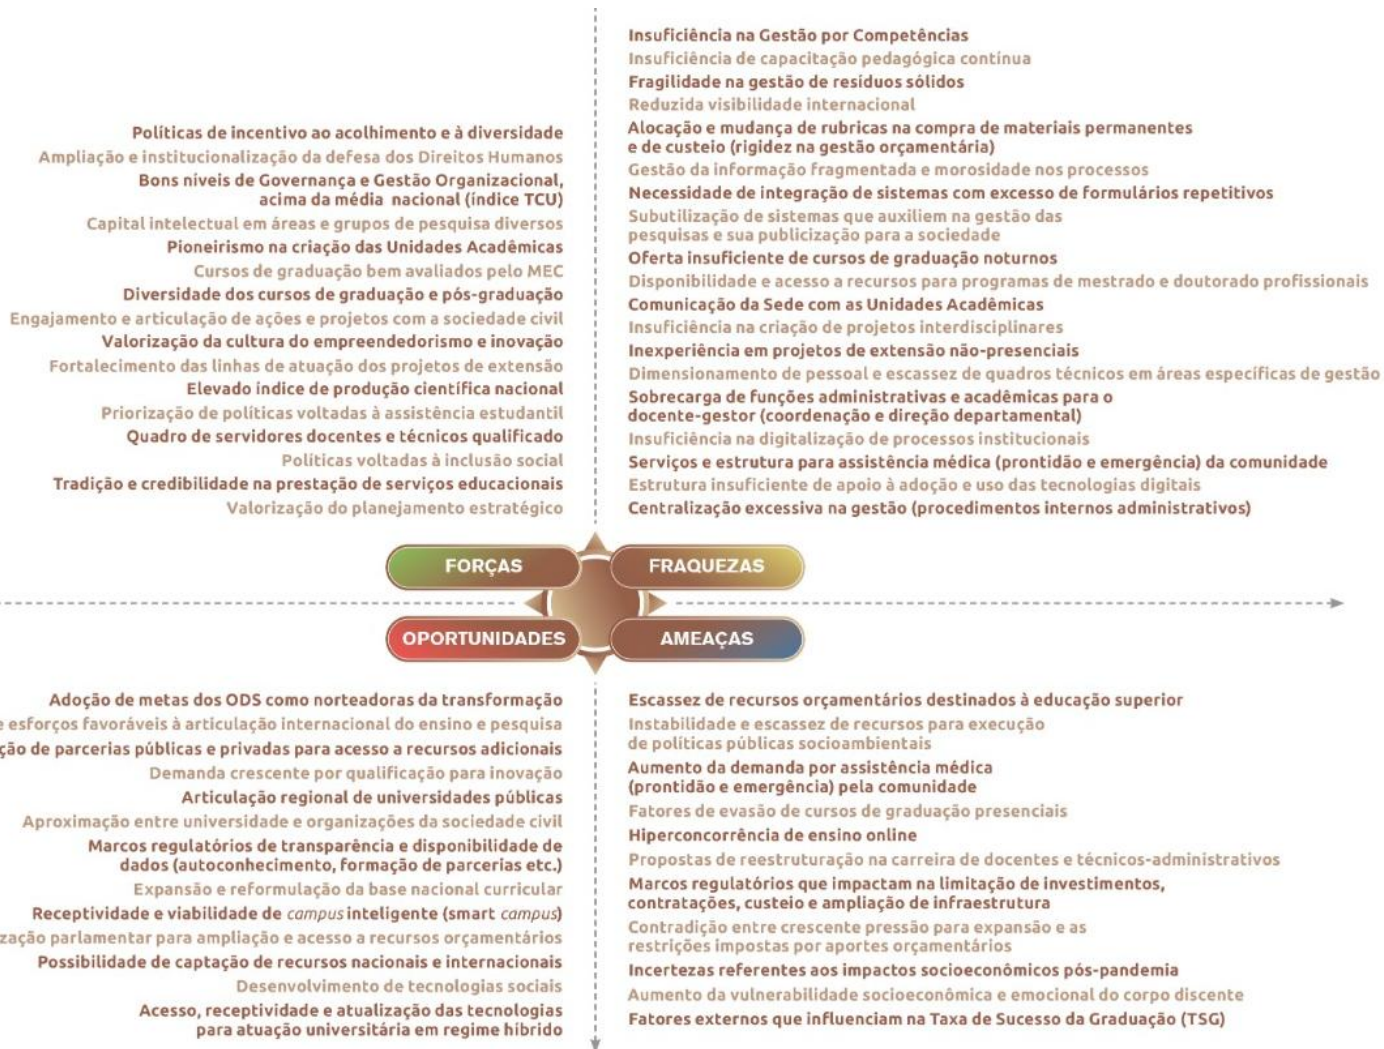 Políticas de incentivo ao acolhimento e à diversidade
Ampliação e institucionalização da defesa dos Direitos Humanos
Bons níveis de Governança e Gestão Organizacional,
acima da média nacional (índice TCU)
Capital intelectual em áreas e grupos de pesquisa diversos
Pioneirismo na criação das Unidades Acadêmicas
Cursos de graduação bem avaliados pelo MEC
Diversidade dos cursos de graduação e pós-graduação
Engajamento e articulação de ações e projetos com a sociedade civil
Valorização da cultura do empreendedorismo e inovação
Fortalecimento das linhas de atuação dos projetos de extensão
Elevado índice de produção científica nacional
Priorização de políticas voltadas à assistência estudantil
Quadro de servidores docentes e técnicos qualificado
Políticas voltadas à inclusão social
Tradição e credibilidade na prestação de serviços educacionais
Valorização do planejamento estratégico
Insuficiência na Gestão por Competências
Insuficiência de capacitação pedagógica contínua
Fragilidade na gestão de resíduos sólidos
Reduzida visibilidade internacional
Alocação e mudança de rubricas na compra de materiais permanentes
e de custeio (rigidez na gestão orçamentária)
Gestão da informação fragmentada e morosidade nos processos
Necessidade de integração de sistemas com excesso de formulários repetitivos
Subutilização de sistemas que auxiliem na gestão das
pesquisas e sua publicização para a sociedade
Oferta insuficiente de cursos de graduação noturnos
Disponibilidade e acesso a recursos para programas de mestrado e doutorado profissionais
Comunicação da Sede com as Unidades Acadêmicas
Insuficiência na criação de projetos interdisciplinares
Inexperiência em projetos de extensão não-presenciais
Dimensionamento de pessoal e escassez de quadros técnicos em áreas específicas de gestão
Sobrecarga de funções administrativas e acadêmicas para o
docente-gestor (coordenação e direção departamental)
Insuficiência na digitalização de processos institucionais
Serviços e estrutura para assistência médica (prontidão e emergência) da comunidade
Estrutura insuficiente de apoio à adoção e uso das tecnologias digitais
Centralização excessiva na gestão (procedimentos internos administrativos)
FORÇAS
FRAQUEZAS
OPORTUNIDADES
AMEAÇAS
Adoção de metas dos ODS como norteadoras da transformação
e esforços favoráveis à articulação internacional do ensino e pesquisa
ção de parcerias públicas e privadas para acesso a recursos adicionais
Demanda crescente por qualificação para inovação
Articulação regional de universidades públicas
Aproximação entre universidade e organizações da sociedade civil
Marcos regulatórios de transparência e disponibilidade de
dados (autoconhecimento, formação de parcerias etc.)
Expansão e reformulação da base nacional curricular
Receptividade e viabilidade de campus inteligente (smart campus)
zação parlamentar para ampliação e acesso a recursos orçamentários
Possibilidade de captação de recursos nacionais e internacionais
Desenvolvimento de tecnologias sociais
Acesso, receptividade e atualização das tecnologias
para atuação universitária em regime híbrido
Escassez de recursos orçamentários destinados à educação superior
Instabilidade e escassez de recursos para execução
de políticas públicas socioambientais
Aumento da demanda por assistência médica
(prontidão e emergência) pela comunidade
Fatores de evasão de cursos de graduação presenciais
Hiperconcorrência de ensino online
Propostas de reestruturação na carreira de docentes e técnicos-administrativos
Marcos regulatórios que impactam na limitação de investimentos,
contratações, custeio e ampliação de infraestrutura
Contradição entre crescente pressão para expansão e as
restrições impostas por aportes orçamentários
Incertezas referentes aos impactos socioeconômicos pós-pandemia
Aumento da vulnerabilidade socioeconômica e emocional do corpo discente
Fatores externos que influenciam na Taxa de Sucesso da Graduação (TSG)